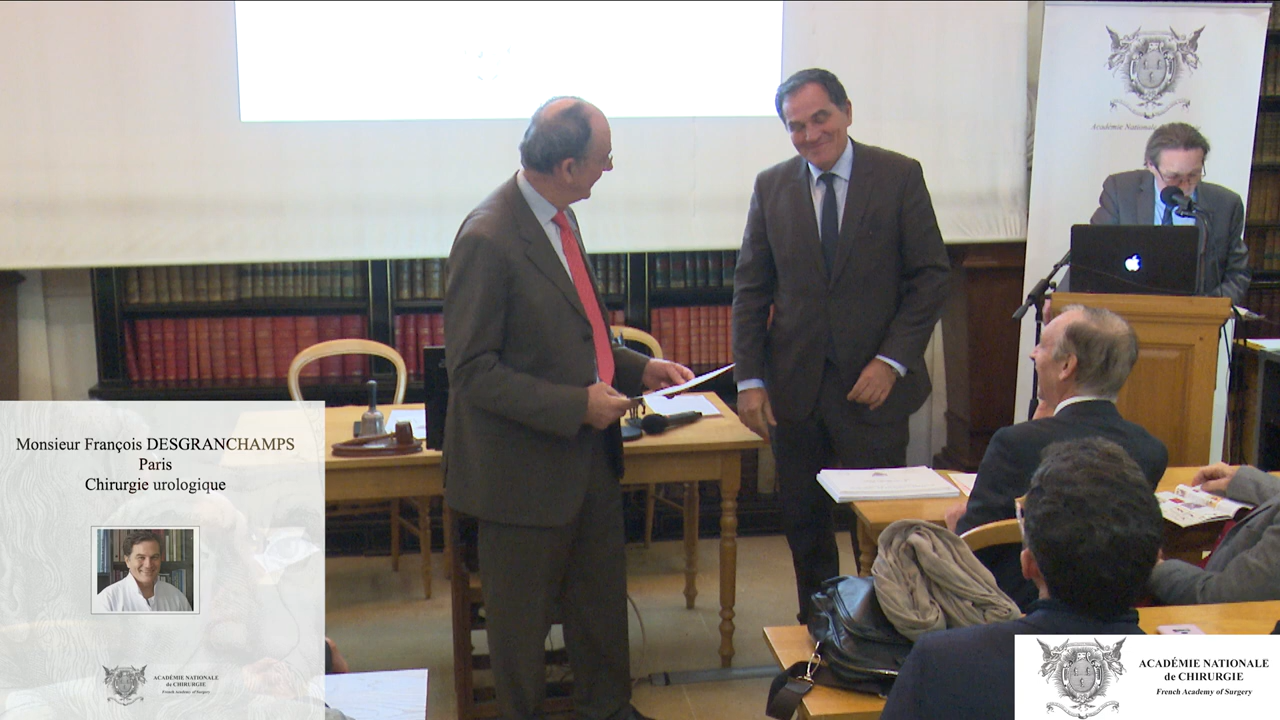 Académie Nationale
Monsieur François DESGRANCHAMPS
Paris
Chirurgie urologique
ACADÉMIE NATIONALE
de CHIRURGIE
French Academy of Surgery
ACADÉMIE NATIONALE
de CHIRURGIE
French Academy of Surgery